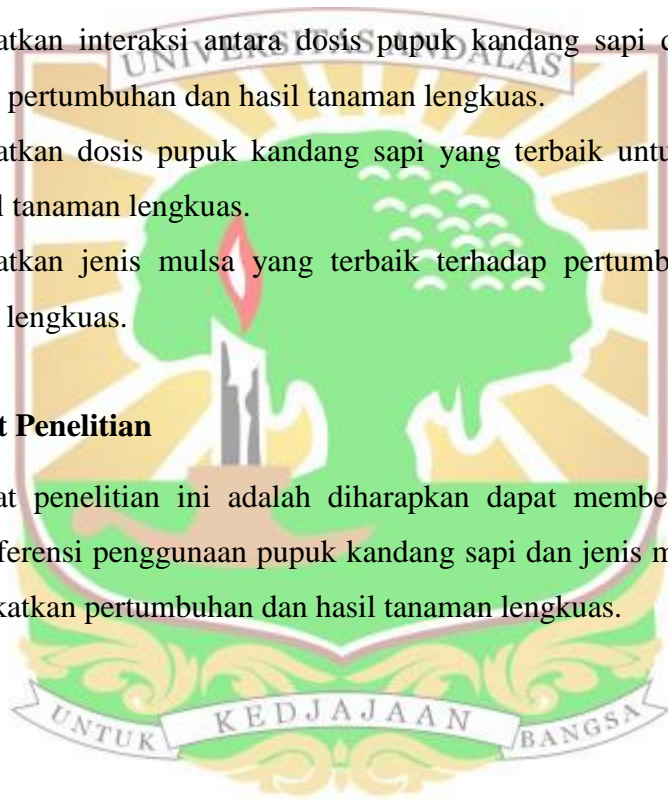 atkan interaksi antara dosis pupuk kandang sapi d
UNIVERSITAS ANDALAS
pertumbuhan dan hasil tanaman lengkuas.
atkan dosis pupuk kandang sapi yang terbaik untu
l tanaman lengkuas.
atkan jenis mulsa yang terbaik terhadap pertumb
lengkuas.
t Penelitian
at penelitian ini adalah diharapkan dapat membe
ferensi penggunaan pupuk kandang sapi dan jenis m
katkan pertumbuhan dan hasil tanaman lengkuas.
UNTUK KEDJAJAAN BANGSA